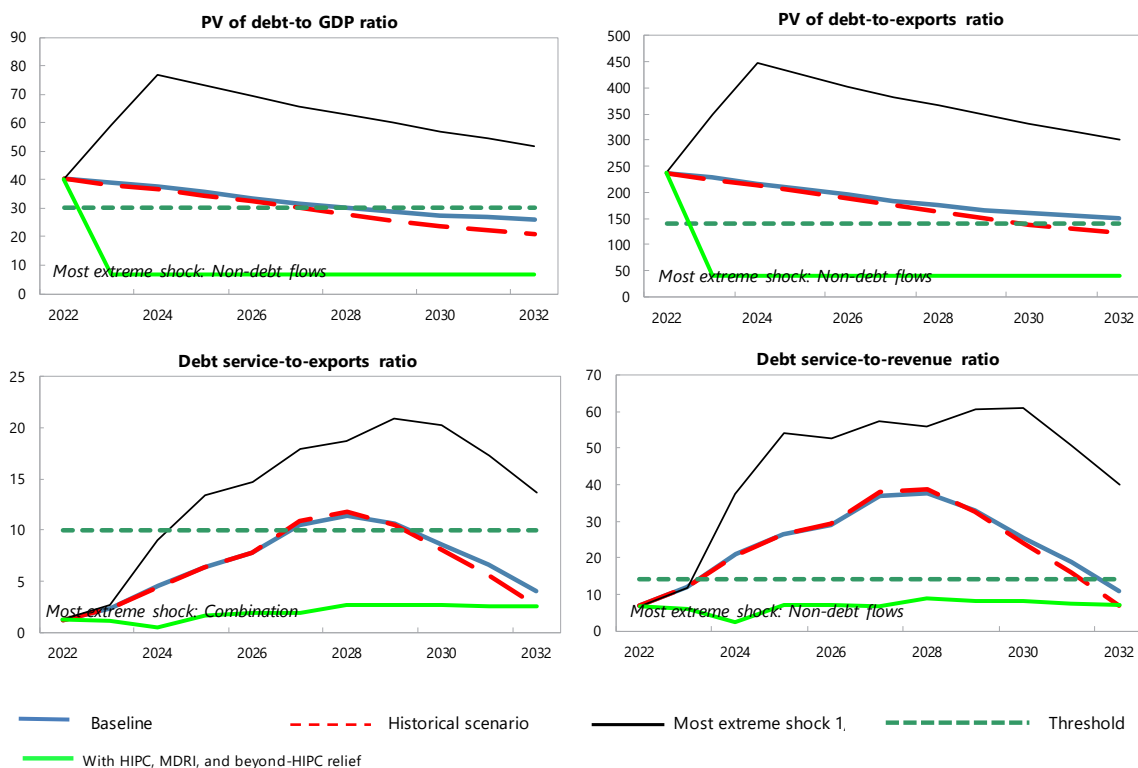 PV of debt-to GDP ratio
90
80
70
60
50
40
30
20
10
0
Most extreme shock: Non-debt flows
2022 2024 2026 2028 2030 2032
PV of debt-to-exports ratio
500
450
400
350
300
250
200
150
100
50
0
Most extreme shock: Non-debt flows
2022 2024 2026 2028 2030 2032
Debt service-to-exports ratio
25
20
15
10
5
0
Most extreme shock: Combination
2022 2024 2026 2028 2030 2032
Debt service-to-revenue ratio
70
60
50
40
30
20
10
0
Most extreme shock: Non-debt flows
2022 2024 2026 2028 2030 2032
Baseline Historical scenario Most extreme shock 1, Threshold
With HIPC, MDRI, and beyond-HIPC relief